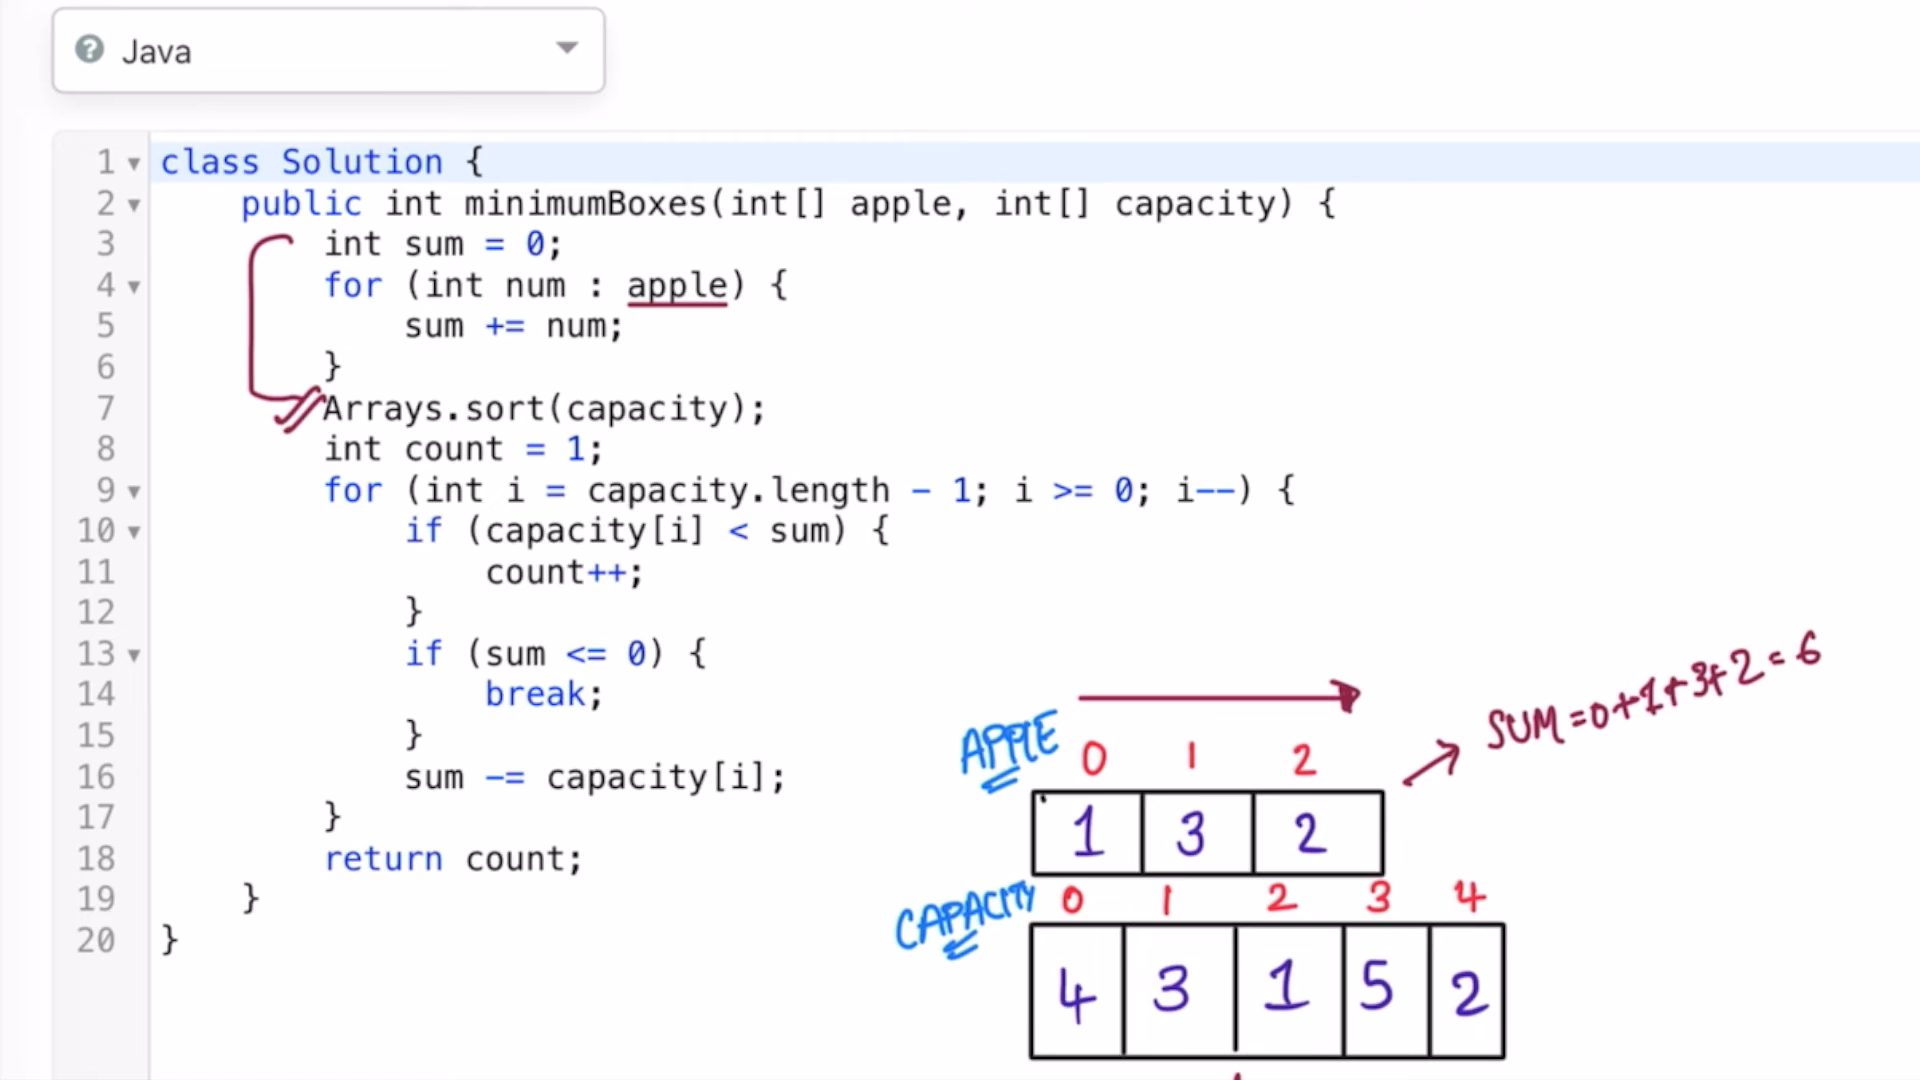 Java
1 class Solution {
2     public int minimumBoxes(int[] apple, int[] capacity) {
3         int sum = 0;
4         for (int num : apple) {
5             sum += num;
6         }
7         Arrays.sort(capacity);
8         int count = 1;
9         for (int i = capacity.length - 1; i >= 0; i--) {
10             if (capacity[i] < sum) {
11                 count++;
12             }
13             if (sum <= 0) {
14                 break;
15             }
16             sum -= capacity[i];
17         }
18         return count;
19     }
20 }
SUM = 0+1+3+2 = 6
APPLE 0 1 2
1 3 2
CAPACITY 0 1 2 3 4
4 3 1 5 2